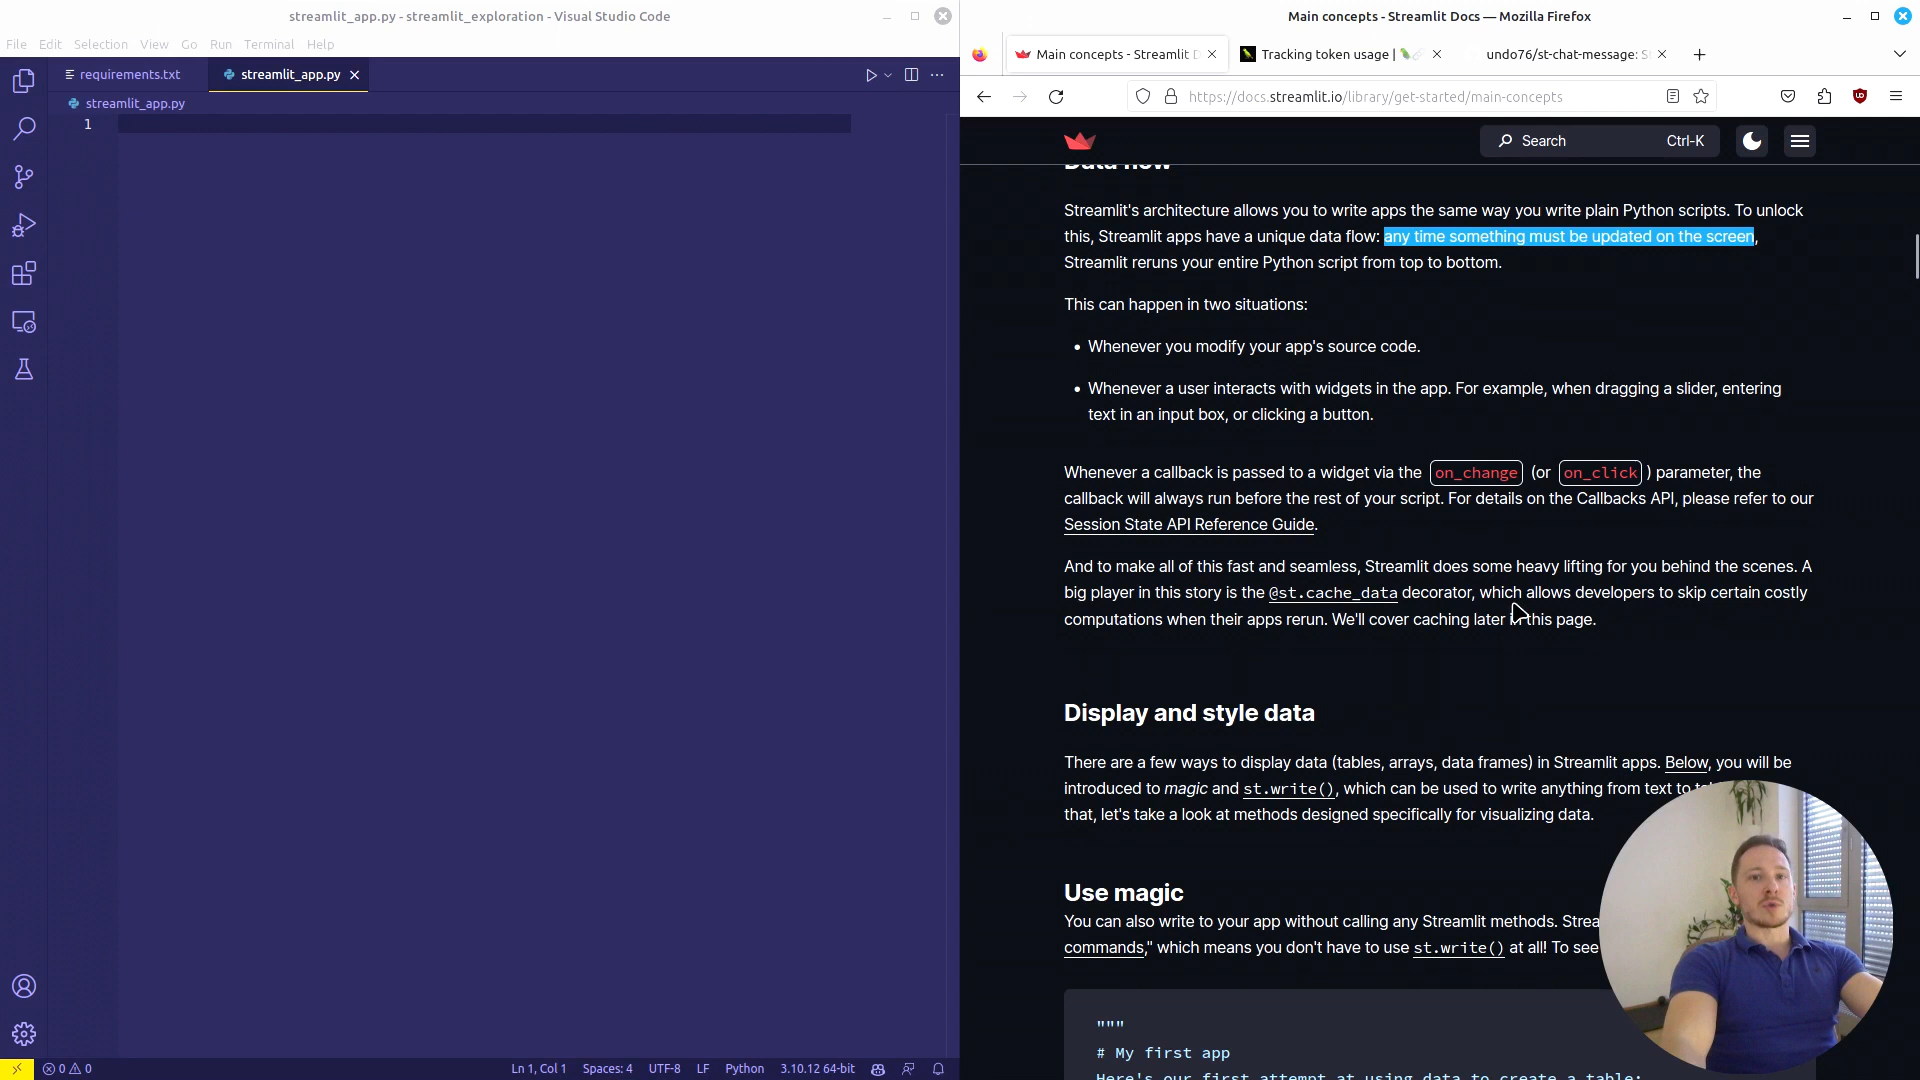 streamlit_app.py - streamlit_exploration - Visual Studio Code
File Edit Selection View Go Run Terminal Help
requirements.txt
streamlit_app.py
streamlit_app.py
1
Ln 1, Col 1 Spaces: 4 UTF-8 LF Python 3.10.12 64-bit
0 0
Main concepts - Streamlit Docs — Mozilla Firefox
Main concepts - Streamlit D
Tracking token usage |
undo76/st-chat-message: S
https://docs.streamlit.io/library/get-started/main-concepts
Search Ctrl-K
Data flow
Streamlit's architecture allows you to write apps the same way you write plain Python scripts. To unlock
this, Streamlit apps have a unique data flow: any time something must be updated on the screen,
Streamlit reruns your entire Python script from top to bottom.
This can happen in two situations:
• Whenever you modify your app's source code.
• Whenever a user interacts with widgets in the app. For example, when dragging a slider, entering
text in an input box, or clicking a button.
Whenever a callback is passed to a widget via the on_change (or on_click ) parameter, the
callback will always run before the rest of your script. For details on the Callbacks API, please refer to our
Session State API Reference Guide.
And to make all of this fast and seamless, Streamlit does some heavy lifting for you behind the scenes. A
big player in this story is the @st.cache_data decorator, which allows developers to skip certain costly
computations when their apps rerun. We'll cover caching later in this page.
Display and style data
There are a few ways to display data (tables, arrays, data frames) in Streamlit apps. Below, you will be
introduced to magic and st.write(), which can be used to write anything from text to
that, let's take a look at methods designed specifically for visualizing data.
Use magic
You can also write to your app without calling any Streamlit methods. Strea
commands," which means you don't have to use st.write() at all! To see
"""
# My first app
Here's our first attempt at using data to create a table: